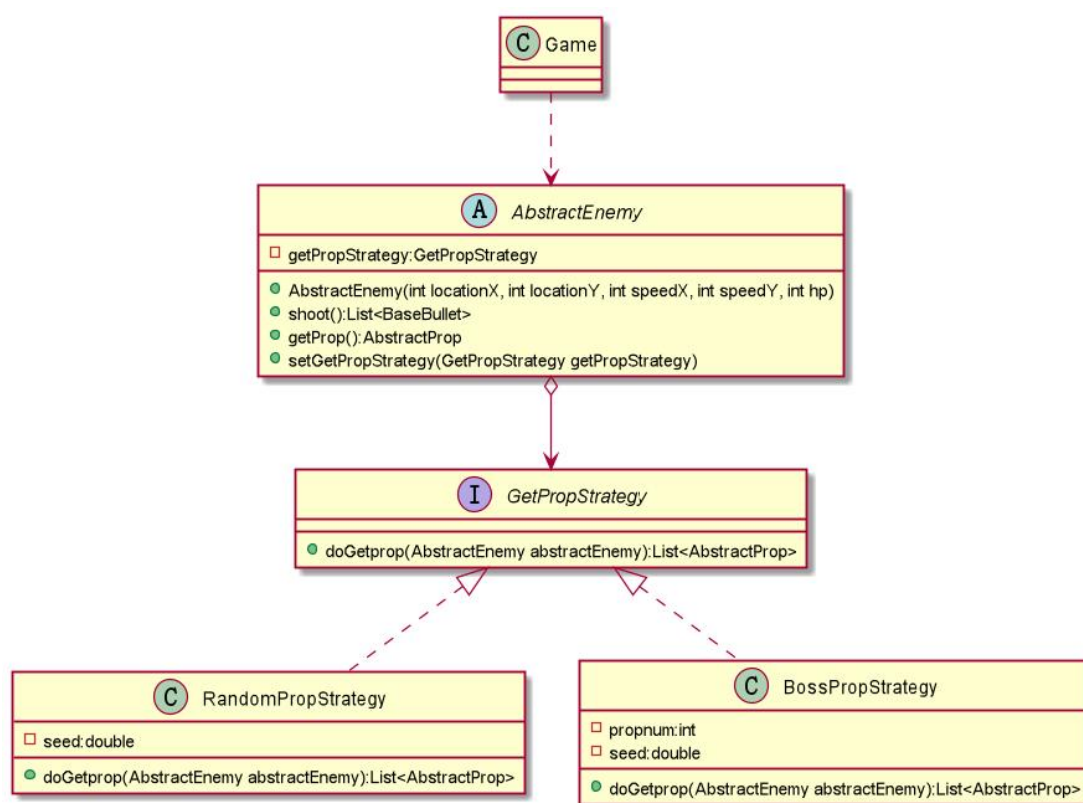 C Game
A AbstractEnemy
getPropStrategy:GetPropStrategy
AbstractEnemy(int locationX, int locationY, int speedX, int speedY, int hp)
shoot():List<BaseBullet>
getProp():AbstractProp
setGetPropStrategy(GetPropStrategy getPropStrategy)
I GetPropStrategy
doGetprop(AbstractEnemy abstractEnemy):List<AbstractProp>
C RandomPropStrategy
seed:double
doGetprop(AbstractEnemy abstractEnemy):List<AbstractProp>
C BossPropStrategy
propnum:int
seed:double
doGetprop(AbstractEnemy abstractEnemy):List<AbstractProp>